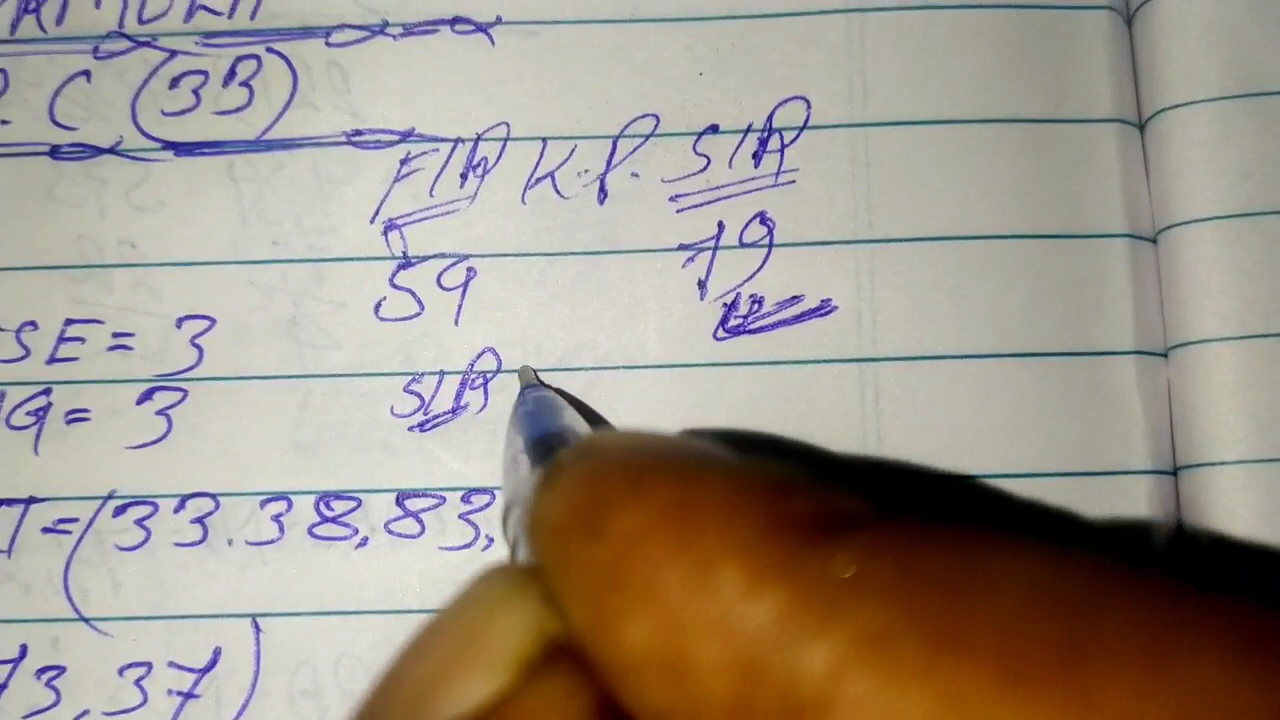 . C (33)
F/R K.P. S/R
59 79
SE = 3
G = 3
S/R
T = (33.38,83,
73,37)